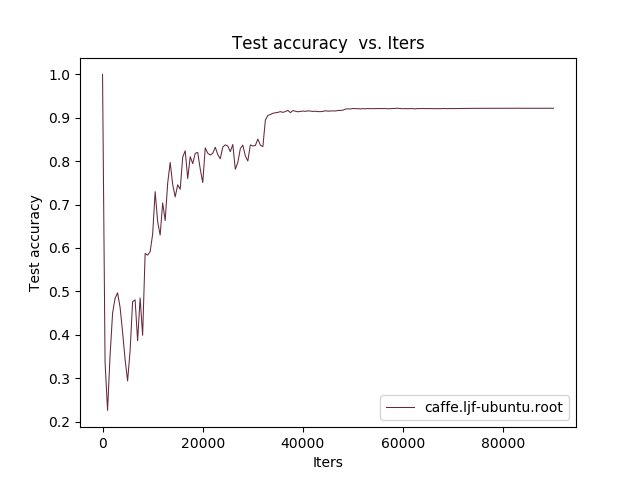 Test accuracy  vs. Iters
1.0
0.9
0.8
0.7
0.6
0.5
0.4
0.3
0.2
Test accuracy
caffe.ljf-ubuntu.root
0 20000 40000 60000 80000
Iters